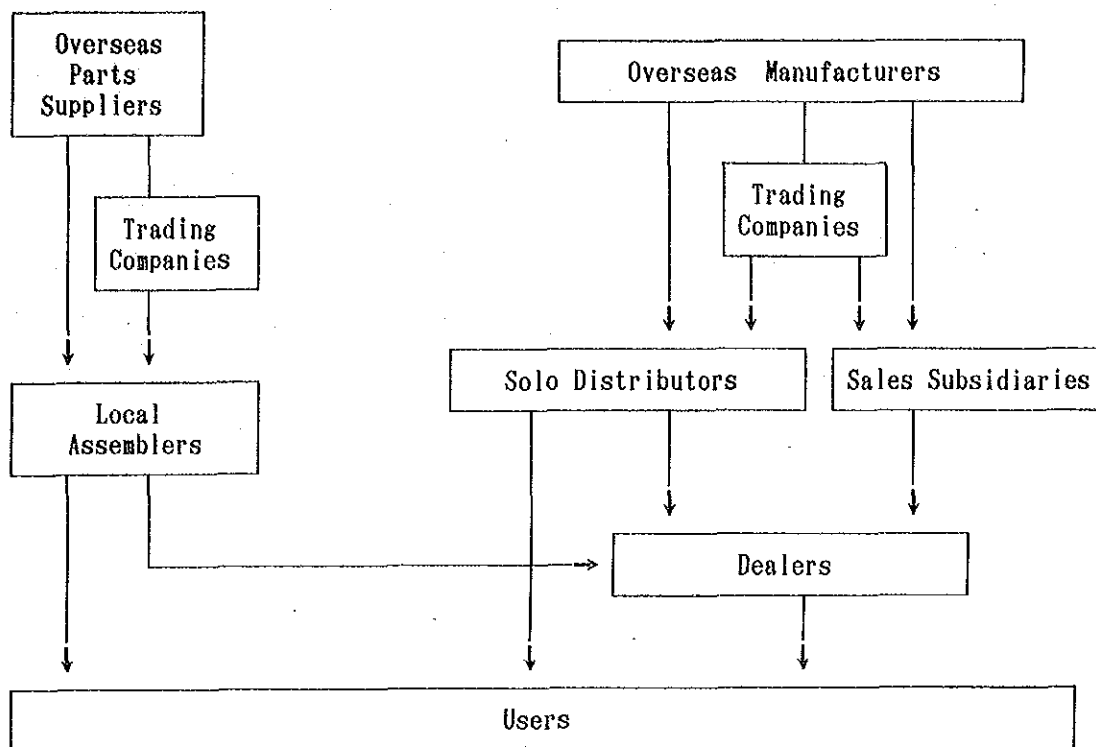 Overseas
Parts
Suppliers
Overseas Manufacturers
Trading
Companies
Trading
Companies
Solo Distributors
Sales Subsidiaries
Local
Assemblers
Dealers
Users